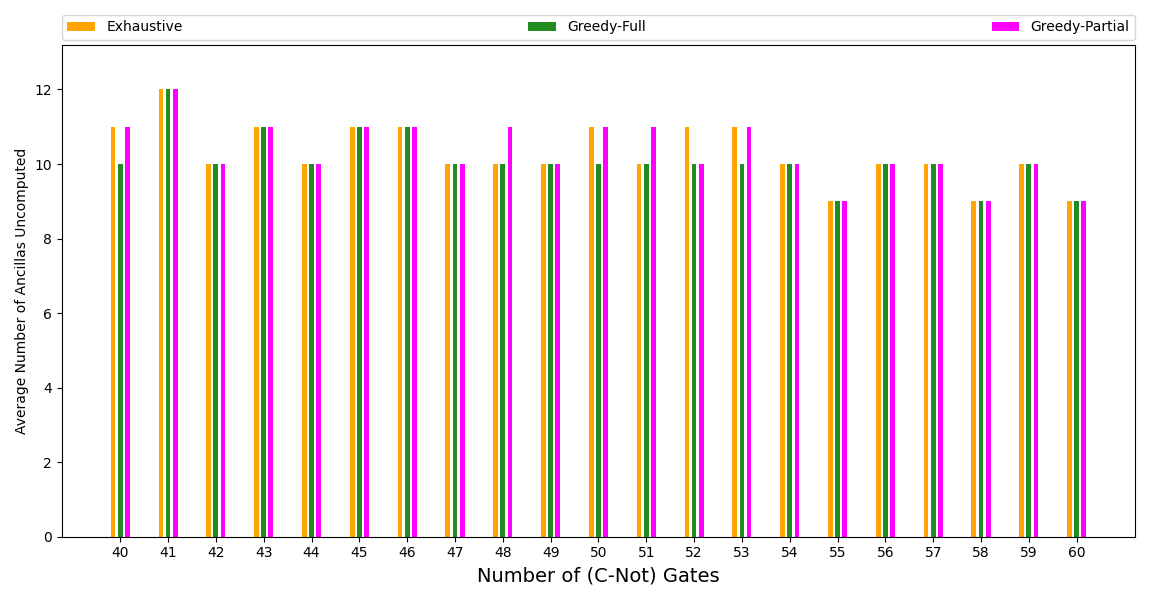 Exhaustive Greedy-Full Greedy-Partial
Average Number of Ancillas Uncomputed
12
10
8
6
4
2
0
40 41 42 43 44 45 46 47 48 49 50 51 52 53 54 55 56 57 58 59 60
Number of (C-Not) Gates